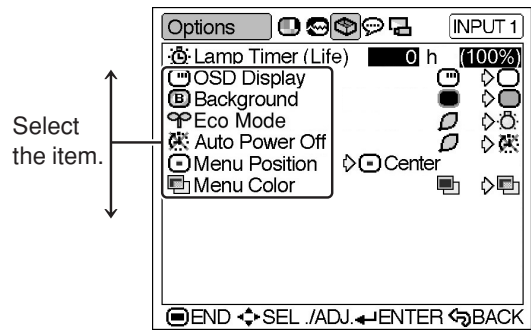 Options INPUT 1
Lamp Timer (Life) 0 h (100%)
OSD Display
Background
Eco Mode
Auto Power Off
Menu Position Center
Menu Color
Select
the item.
END SEL./ADJ. ENTER BACK